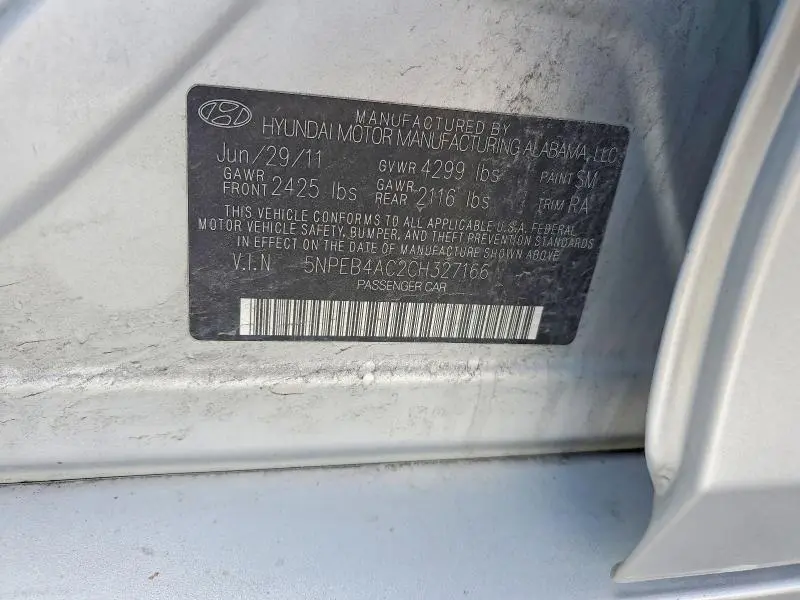 MANUFACTURED BY
HYUNDAI MOTOR MANUFACTURING ALABAMA, LLC
Jun/29/11 GVWR 4299 lbs PAINT SM
GAWR FRONT 2425 lbs GAWR REAR 2116 lbs TRIM RA
THIS VEHICLE CONFORMS TO ALL APPLICABLE U.S.A. FEDERAL
MOTOR VEHICLE SAFETY, BUMPER, AND THEFT PREVENTION STANDARDS
IN EFFECT ON THE DATE OF MANUFACTURE SHOWN ABOVE
V.I.N 5NPEB4AC2CH327166
PASSENGER CAR